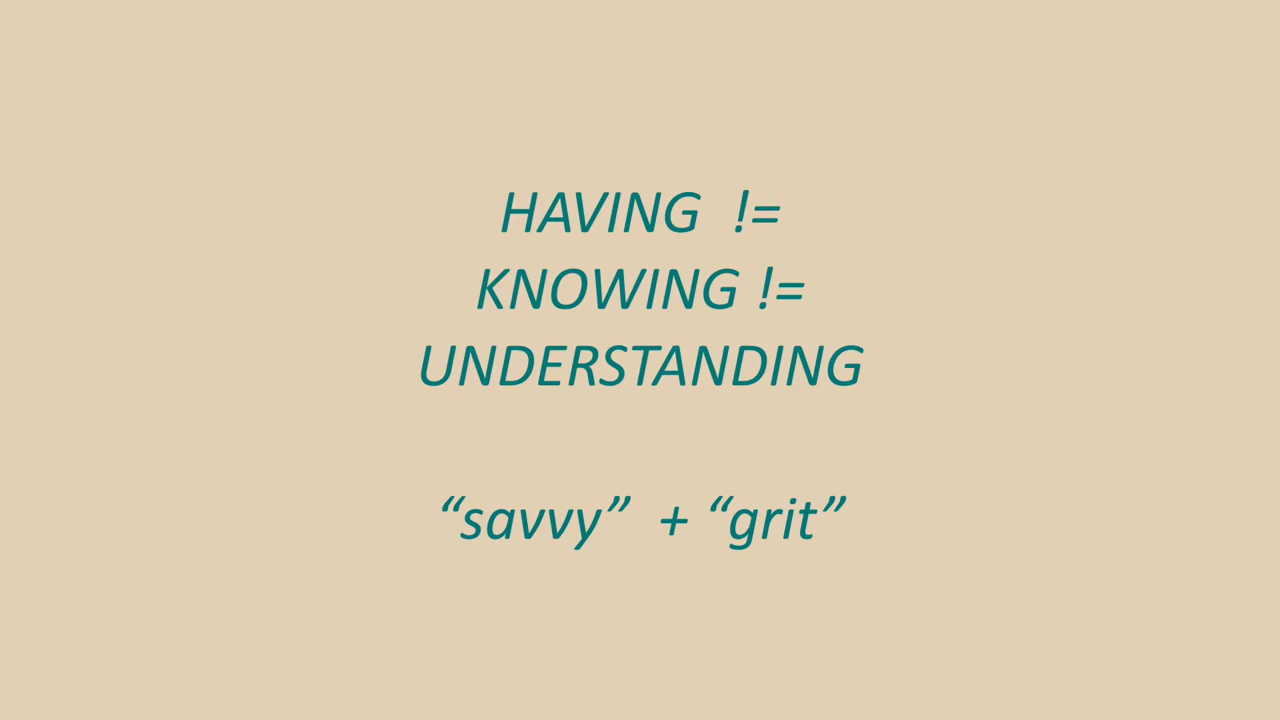 HAVING !=
KNOWING !=
UNDERSTANDING
“savvy” + “grit”